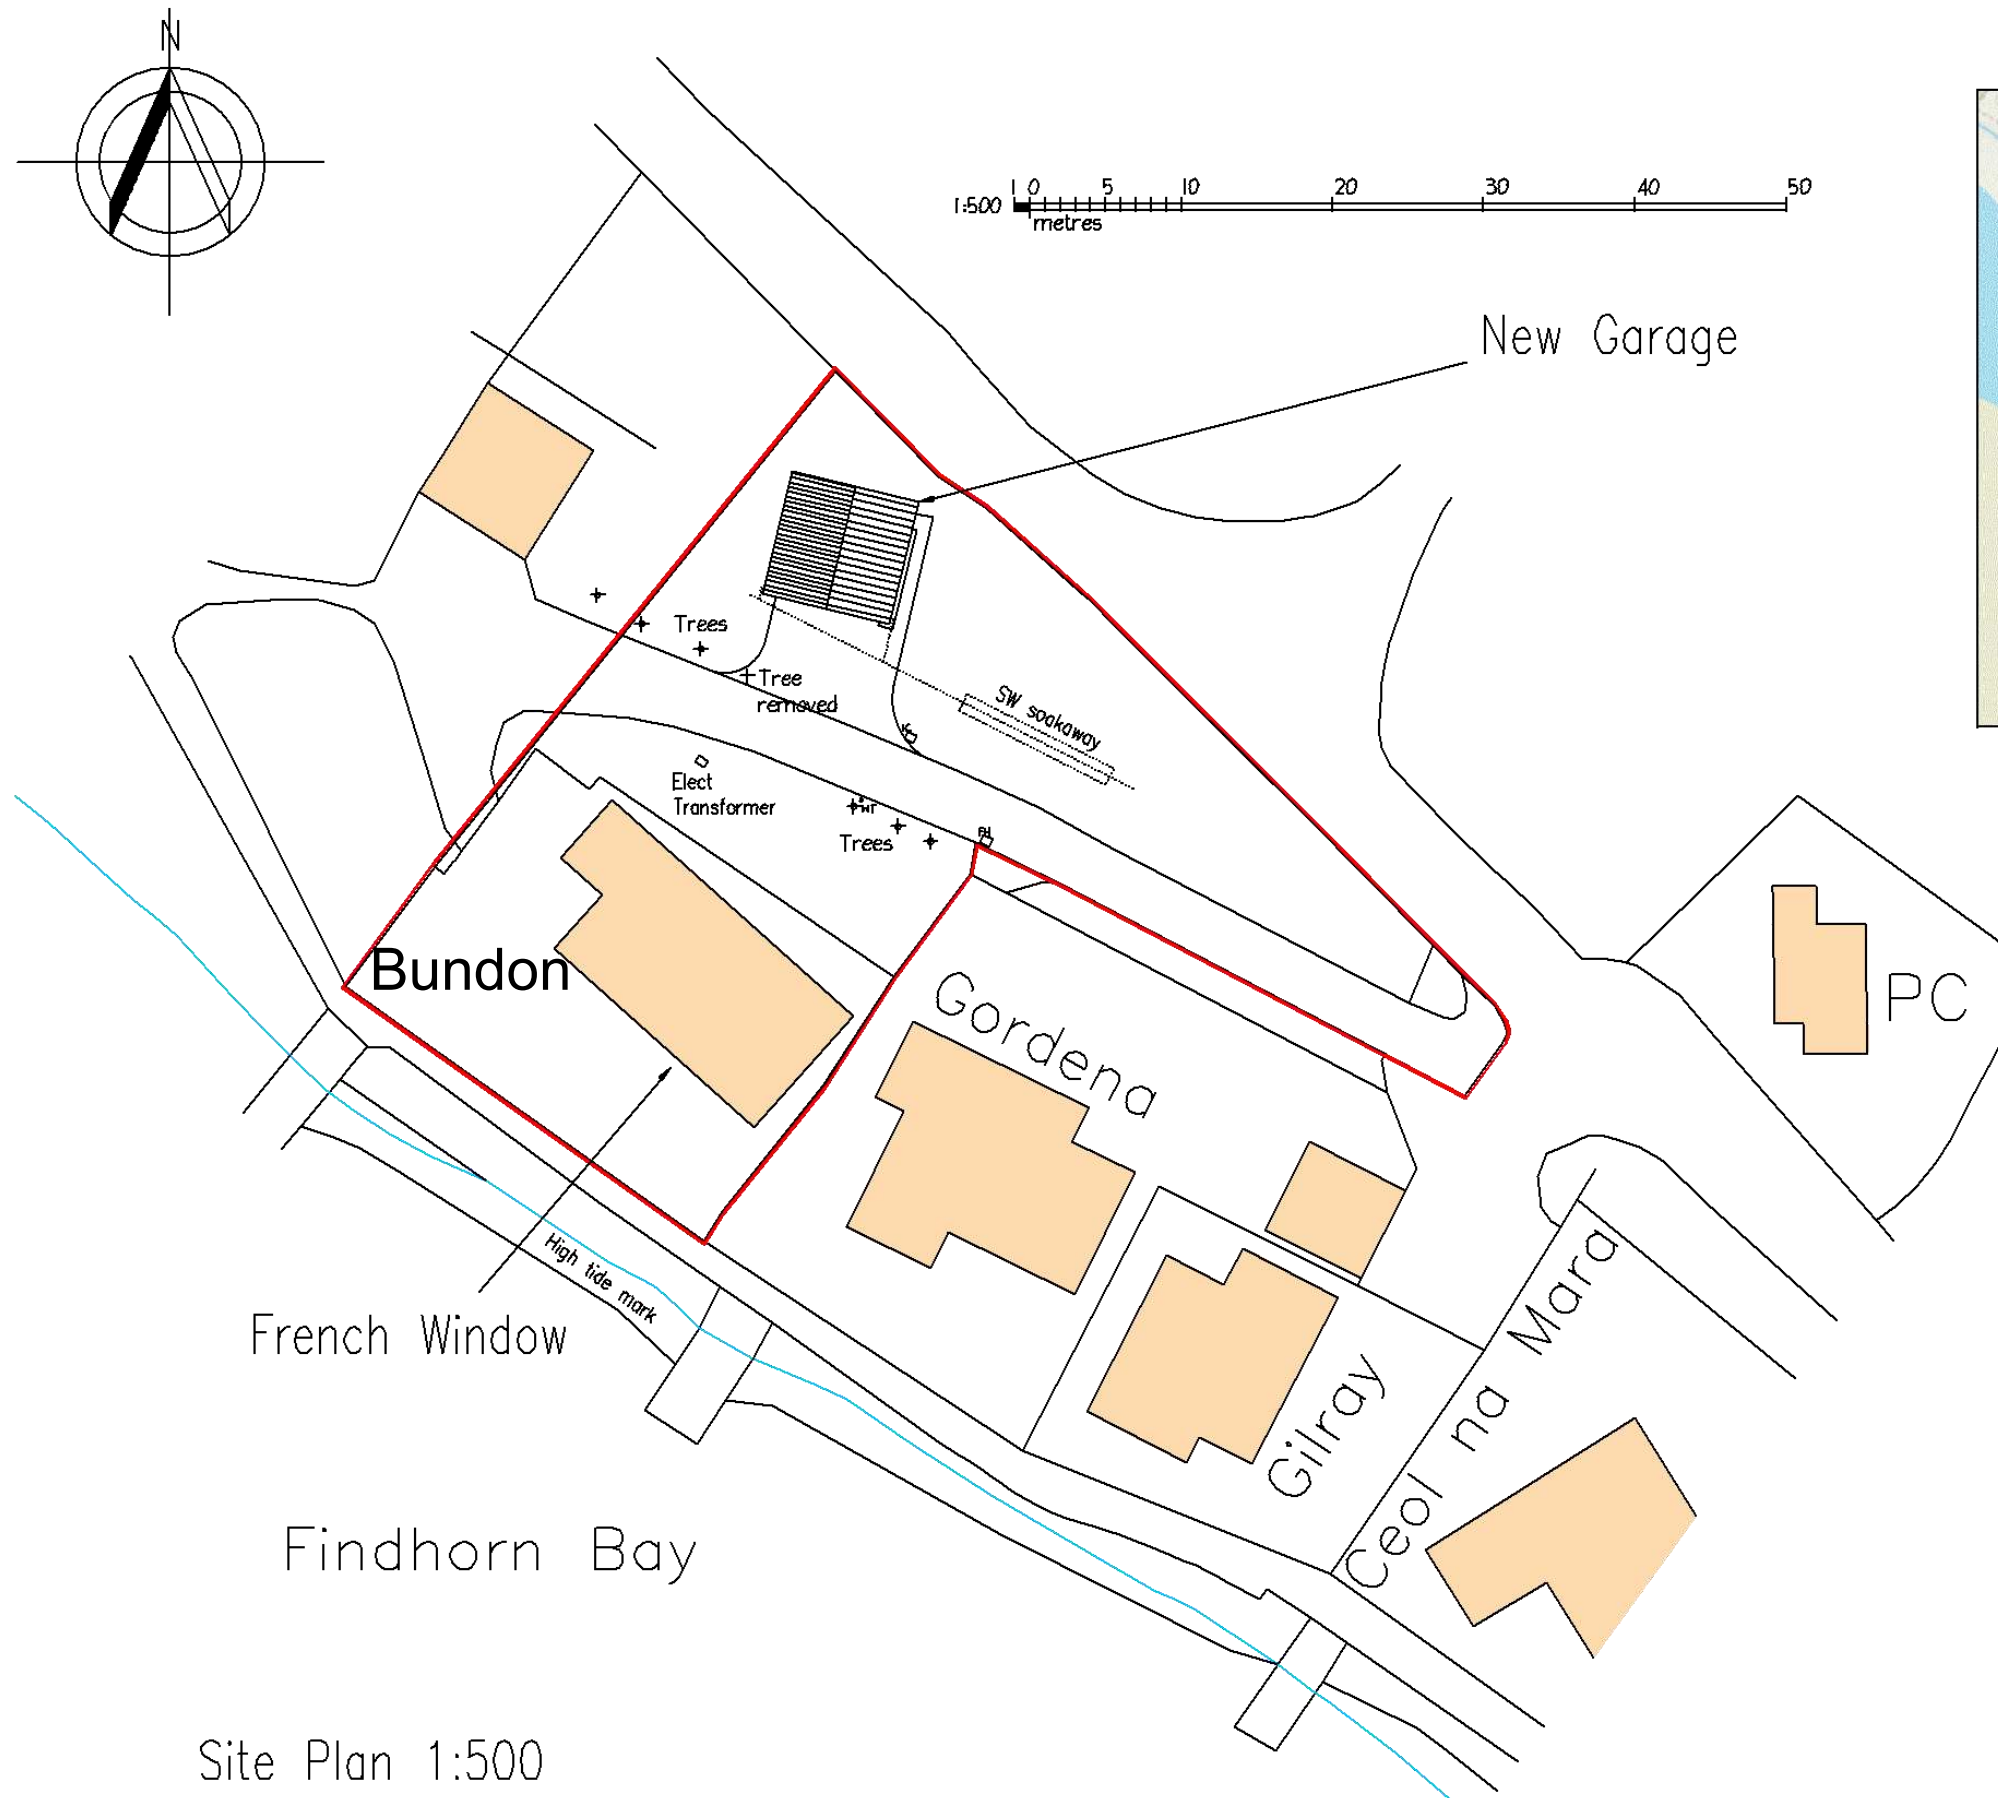 N
1 0 5 10 20 30 40 50
1:500
metres
New Garage
Trees
Tree
removed
SW soakaway
Elect
Transformer
Trees
Bundon
Gordena
PC
High tide mark
French Window
Gilray
Ceol na Mara
Findhorn Bay
Site Plan 1:500